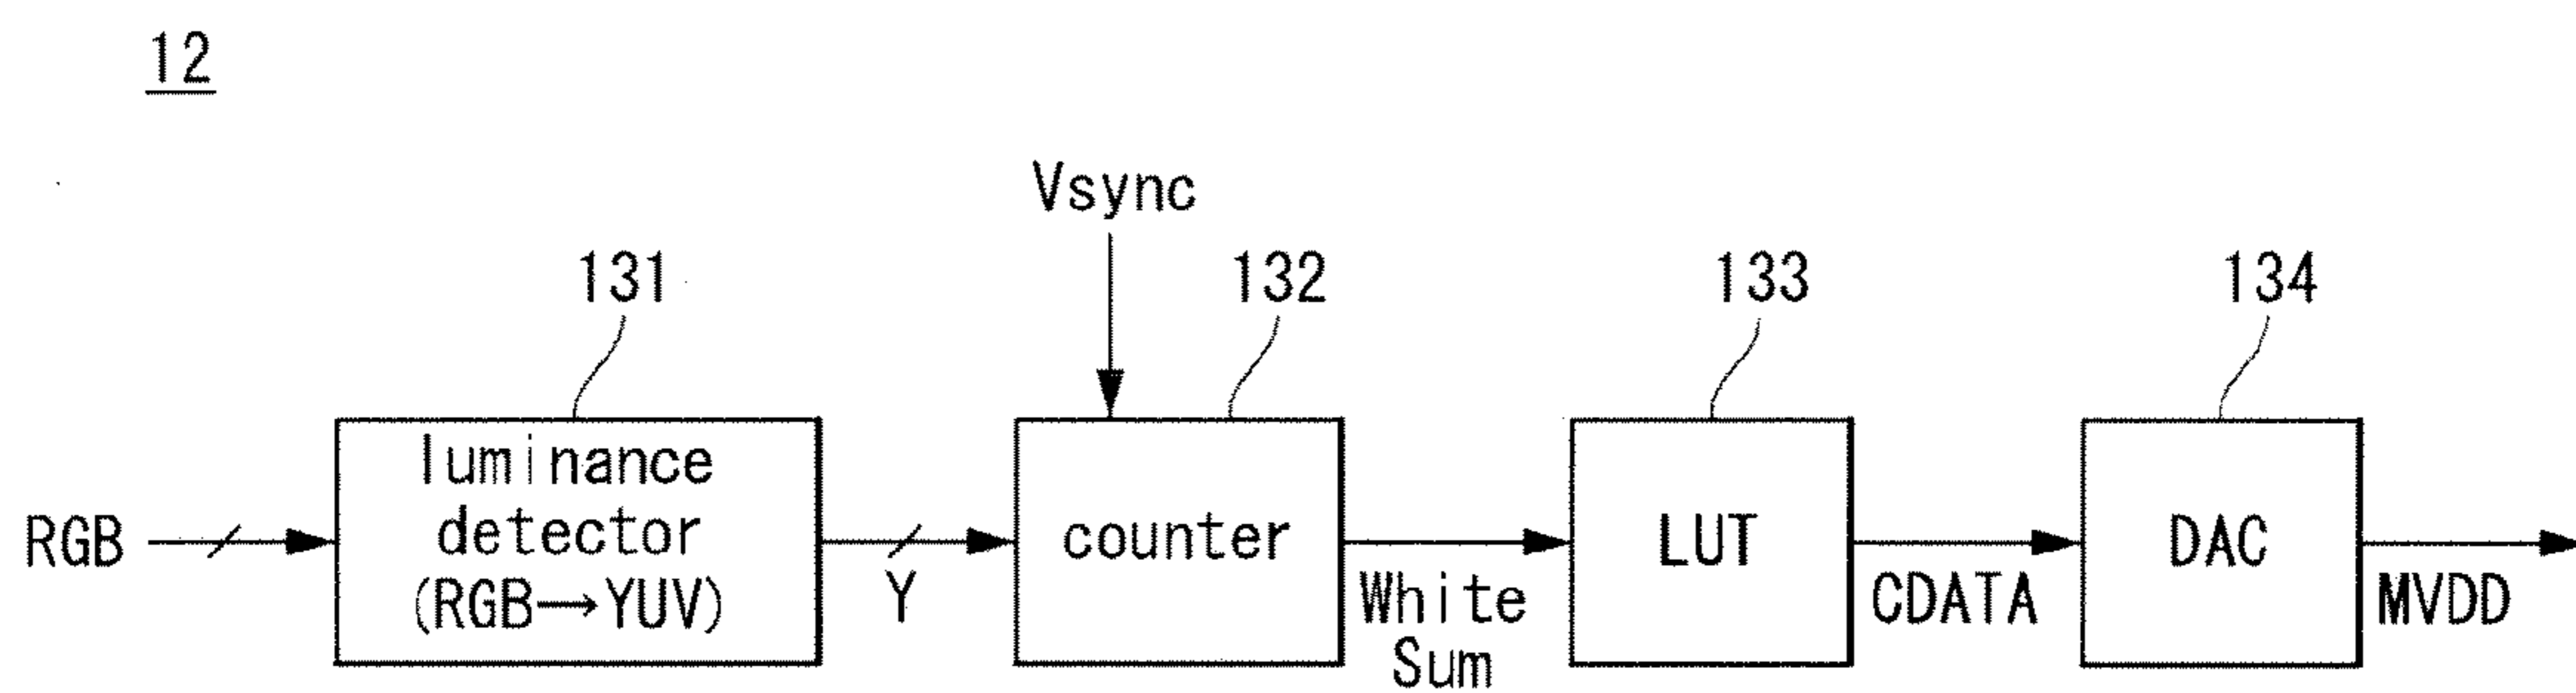 12
Vsync
131
132
133
134
RGB
luminance
detector
(RGB→YUV)
Y
counter
White
Sum
LUT
CDATA
DAC
MVDD